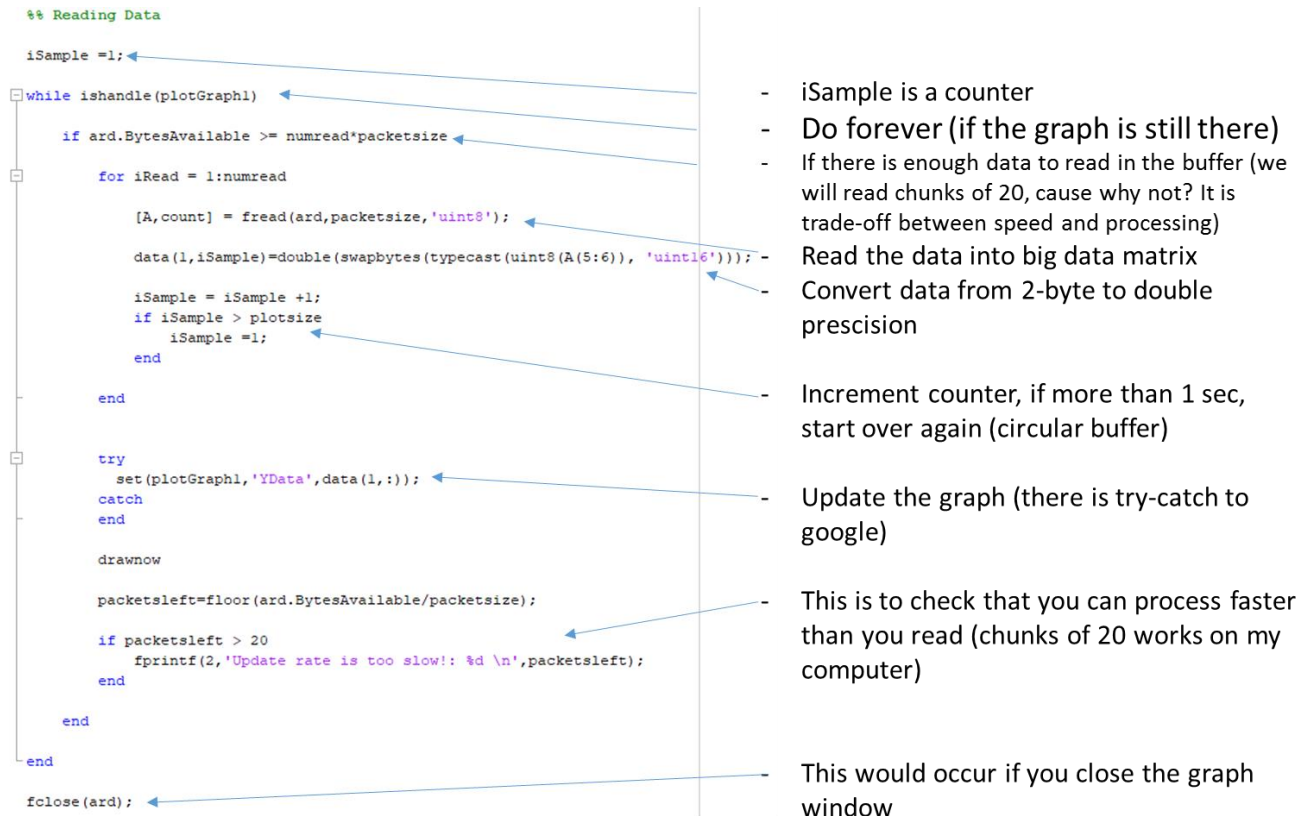 %% Reading Data
iSample =1;
while ishandle(plotGraph1)
if ard.BytesAvailable >= numread*packetsize
for iRead = 1:numread
[A,count] = fread(ard,packetsize,'uint8');
data(1,iSample)=double(swapbytes(typecast(uint8(A(5:6)), 'uint16')));
iSample = iSample +1;
if iSample > plotsize
iSample =1;
end
end
try
set(plotGraph1,'YData',data(1,:));
catch
end
drawnow
packetsleft=floor(ard.BytesAvailable/packetsize);
if packetsleft > 20
fprintf(2,'Update rate is too slow!: %d \n',packetsleft);
end
end
end
fclose(ard);
- iSample is a counter
- Do forever (if the graph is still there)
- If there is enough data to read in the buffer (we
will read chunks of 20, cause why not? It is
trade-off between speed and processing)
- Read the data into big data matrix
- Convert data from 2-byte to double
prescision
- Increment counter, if more than 1 sec,
start over again (circular buffer)
- Update the graph (there is try-catch to
google)
- This is to check that you can process faster
than you read (chunks of 20 works on my
computer)
- This would occur if you close the graph
window